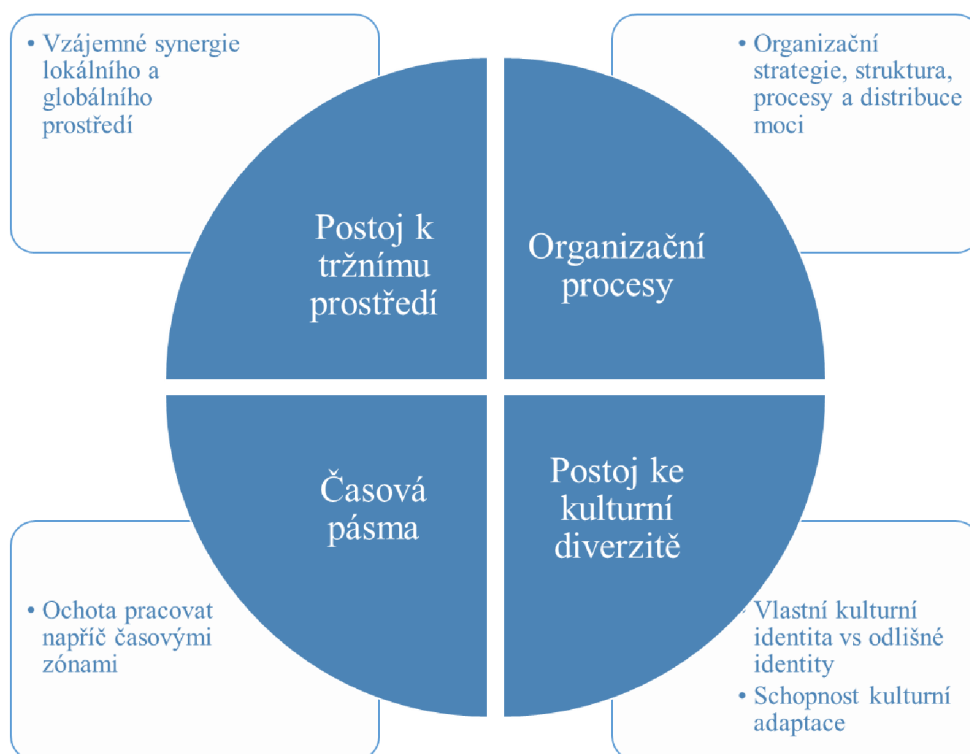 • Vzájemné synergie
lokálního a
globálního
prostředí
• Organizační
strategie, struktura,
procesy a distribuce
moci
Postoj k
tržnímu
prostředí
Organizační
procesy
Časová
pásma
Postoj ke
kulturní
diverzitě
• Ochota pracovat
napříč časovými
zónami
• Vlastní kulturní
identita vs odlišné
identity
• Schopnost kulturní
adaptace